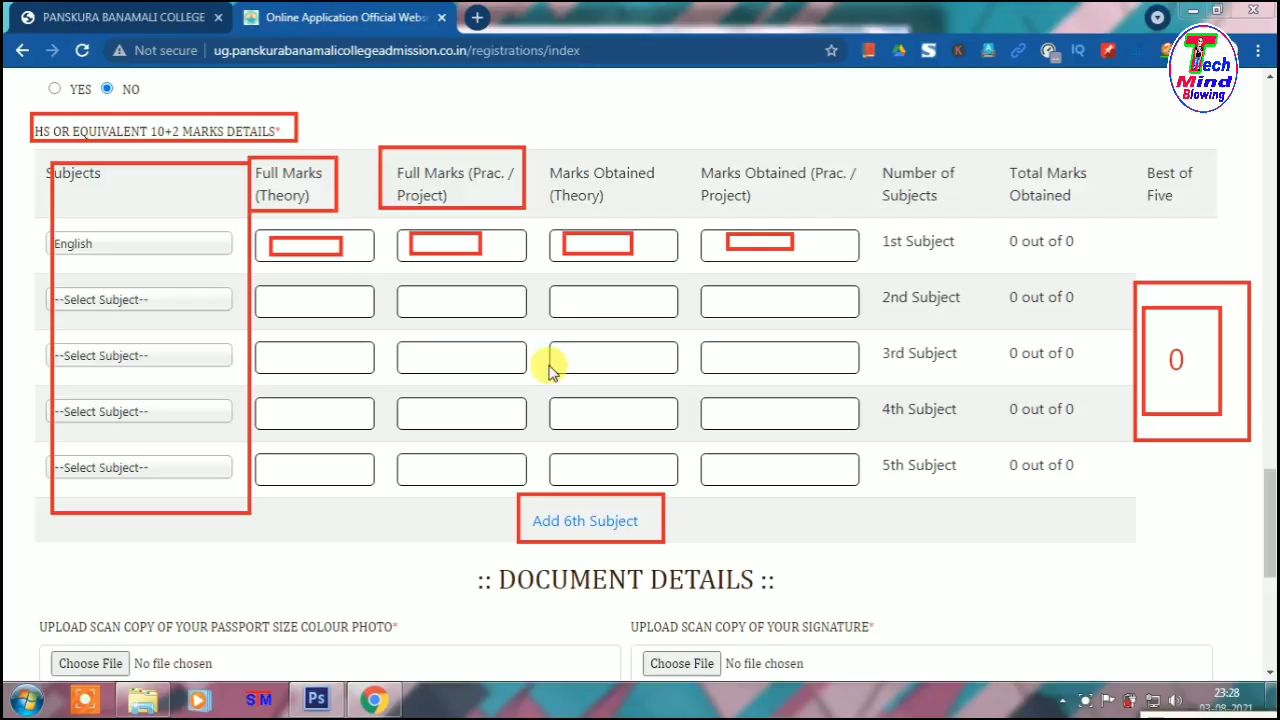 PANSKURA BANAMALI COLLEGE
Online Application Official Webs
Not secure
ug.panskurabanamalicollegeadmission.co.in/registrations/index
Tech
Mind
Blowing
YES NO
HS OR EQUIVALENT 10+2 MARKS DETAILS*
Subjects
Full Marks (Theory)
Full Marks (Prac. / Project)
Marks Obtained (Theory)
Marks Obtained (Prac. / Project)
Number of Subjects
Total Marks Obtained
Best of Five
English 1st Subject 0 out of 0
--Select Subject-- 2nd Subject 0 out of 0
--Select Subject-- 3rd Subject 0 out of 0
0
--Select Subject-- 4th Subject 0 out of 0
--Select Subject-- 5th Subject 0 out of 0
Add 6th Subject
:: DOCUMENT DETAILS ::
UPLOAD SCAN COPY OF YOUR PASSPORT SIZE COLOUR PHOTO*
UPLOAD SCAN COPY OF YOUR SIGNATURE*
Choose File No file chosen
Choose File No file chosen
SM
Ps
23:28
03-08-2021